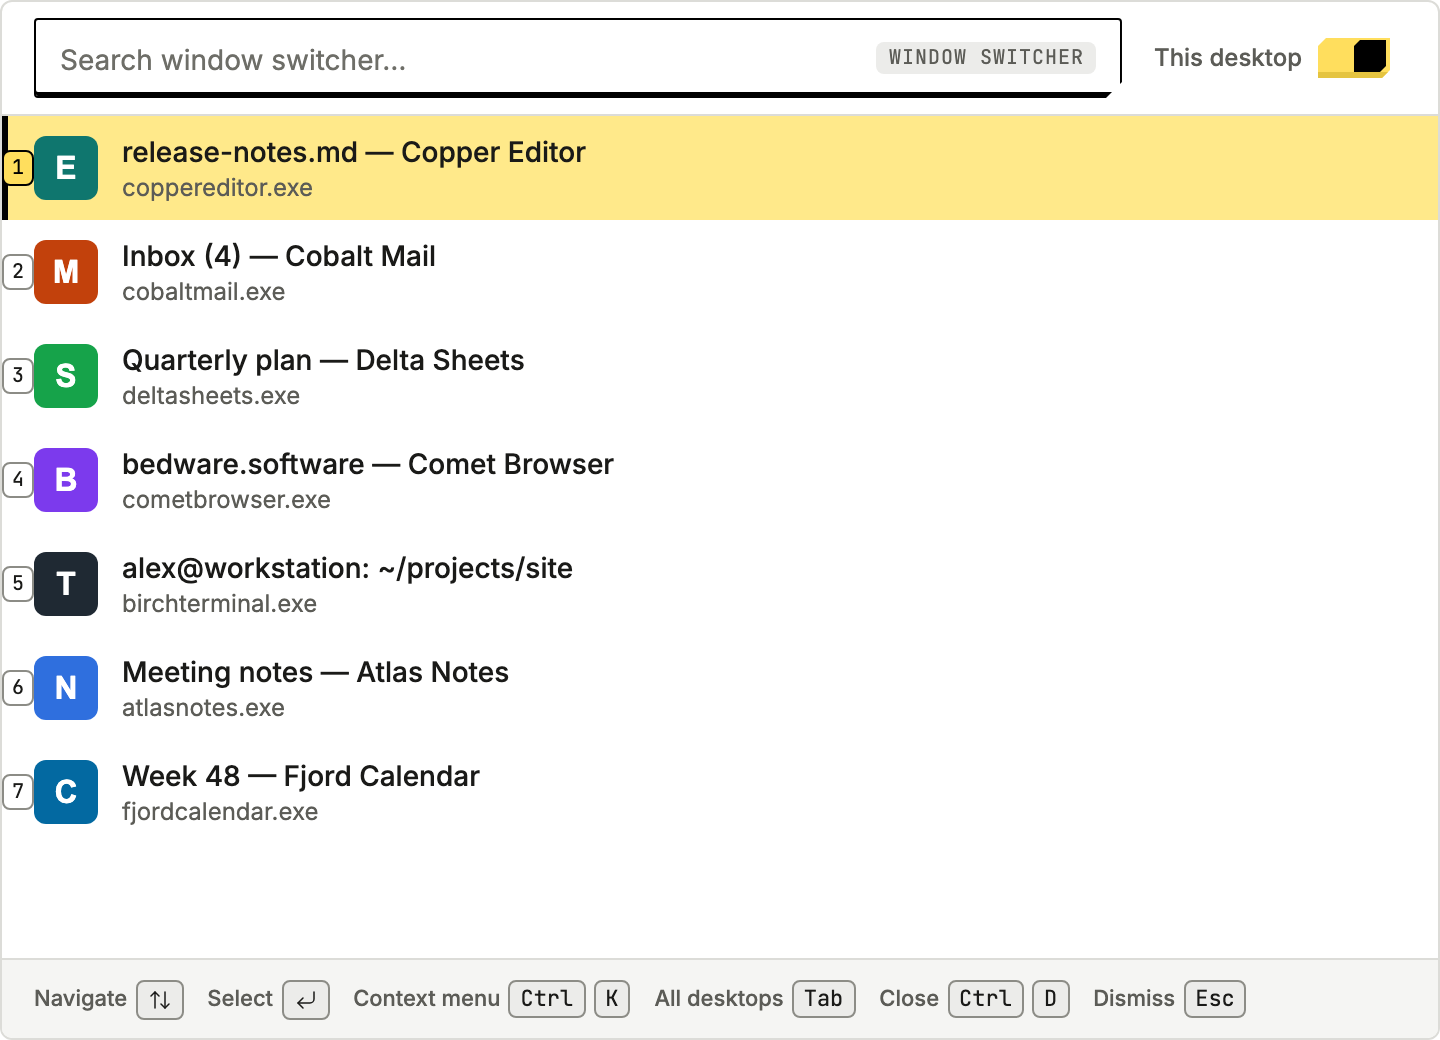 Search window switcher... WINDOW SWITCHER This desktop
1 E release-notes.md — Copper Editor
coppereditor.exe
2 M Inbox (4) — Cobalt Mail
cobaltmail.exe
3 S Quarterly plan — Delta Sheets
deltasheets.exe
4 B bedware.software — Comet Browser
cometbrowser.exe
5 T alex@workstation: ~/projects/site
birchterminal.exe
6 N Meeting notes — Atlas Notes
atlasnotes.exe
7 C Week 48 — Fjord Calendar
fjordcalendar.exe
Navigate ↑↓ Select ↵ Context menu Ctrl K All desktops Tab Close Ctrl D Dismiss Esc